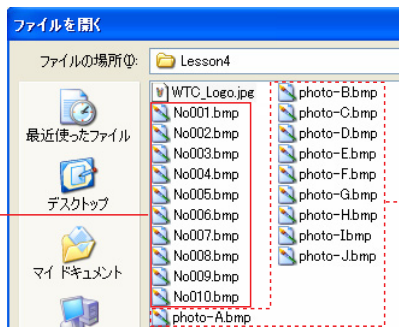 ファイルを開く
ファイルの場所(I):
Lesson4
最近使ったファイル
デスクトップ
マイ ドキュメント
WTC_Logo.jpg
No001.bmp
No002.bmp
No003.bmp
No004.bmp
No005.bmp
No006.bmp
No007.bmp
No008.bmp
No009.bmp
No010.bmp
photo-A.bmp
photo-B.bmp
photo-C.bmp
photo-D.bmp
photo-E.bmp
photo-F.bmp
photo-G.bmp
photo-H.bmp
photo-I.bmp
photo-J.bmp